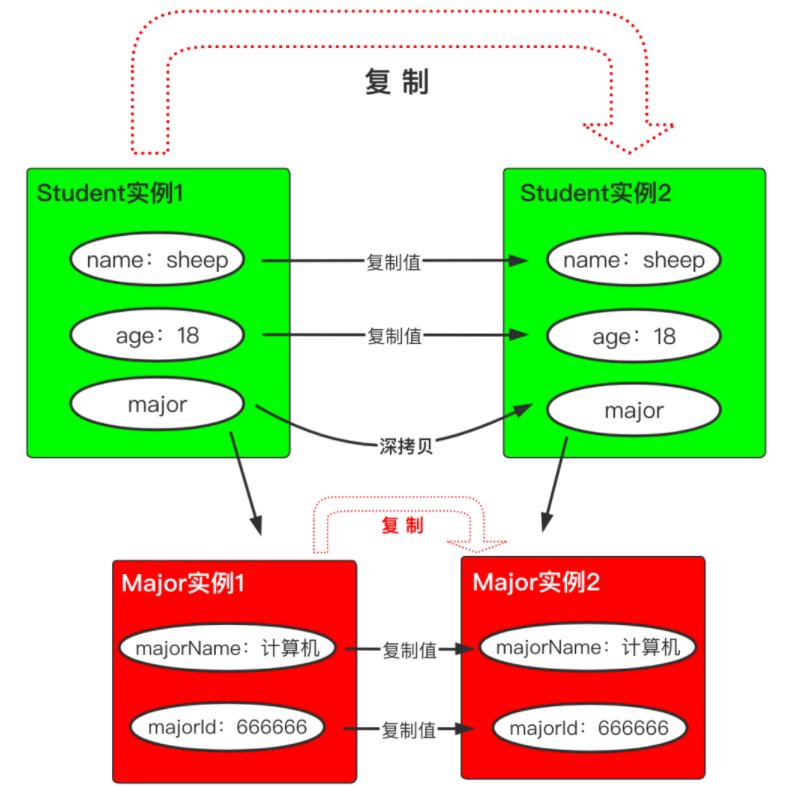 复 制
Student实例1
Student实例2
name：sheep
复制值
name：sheep
age：18
复制值
age：18
major
major
深拷贝
复 制
Major实例1
Major实例2
majorName：计算机
复制值
majorName：计算机
majorId：666666
复制值
majorId：666666